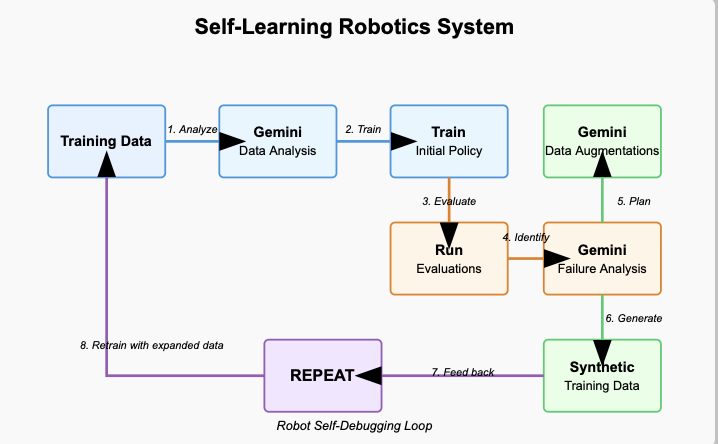 Self-Learning Robotics System
Training Data
1. Analyze
Gemini
Data Analysis
2. Train
Train
Initial Policy
Gemini
Data Augmentations
3. Evaluate
5. Plan
Run
Evaluations
4. Identify
Gemini
Failure Analysis
6. Generate
8. Retrain with expanded data
REPEAT
7. Feed back
Synthetic
Training Data
Robot Self-Debugging Loop